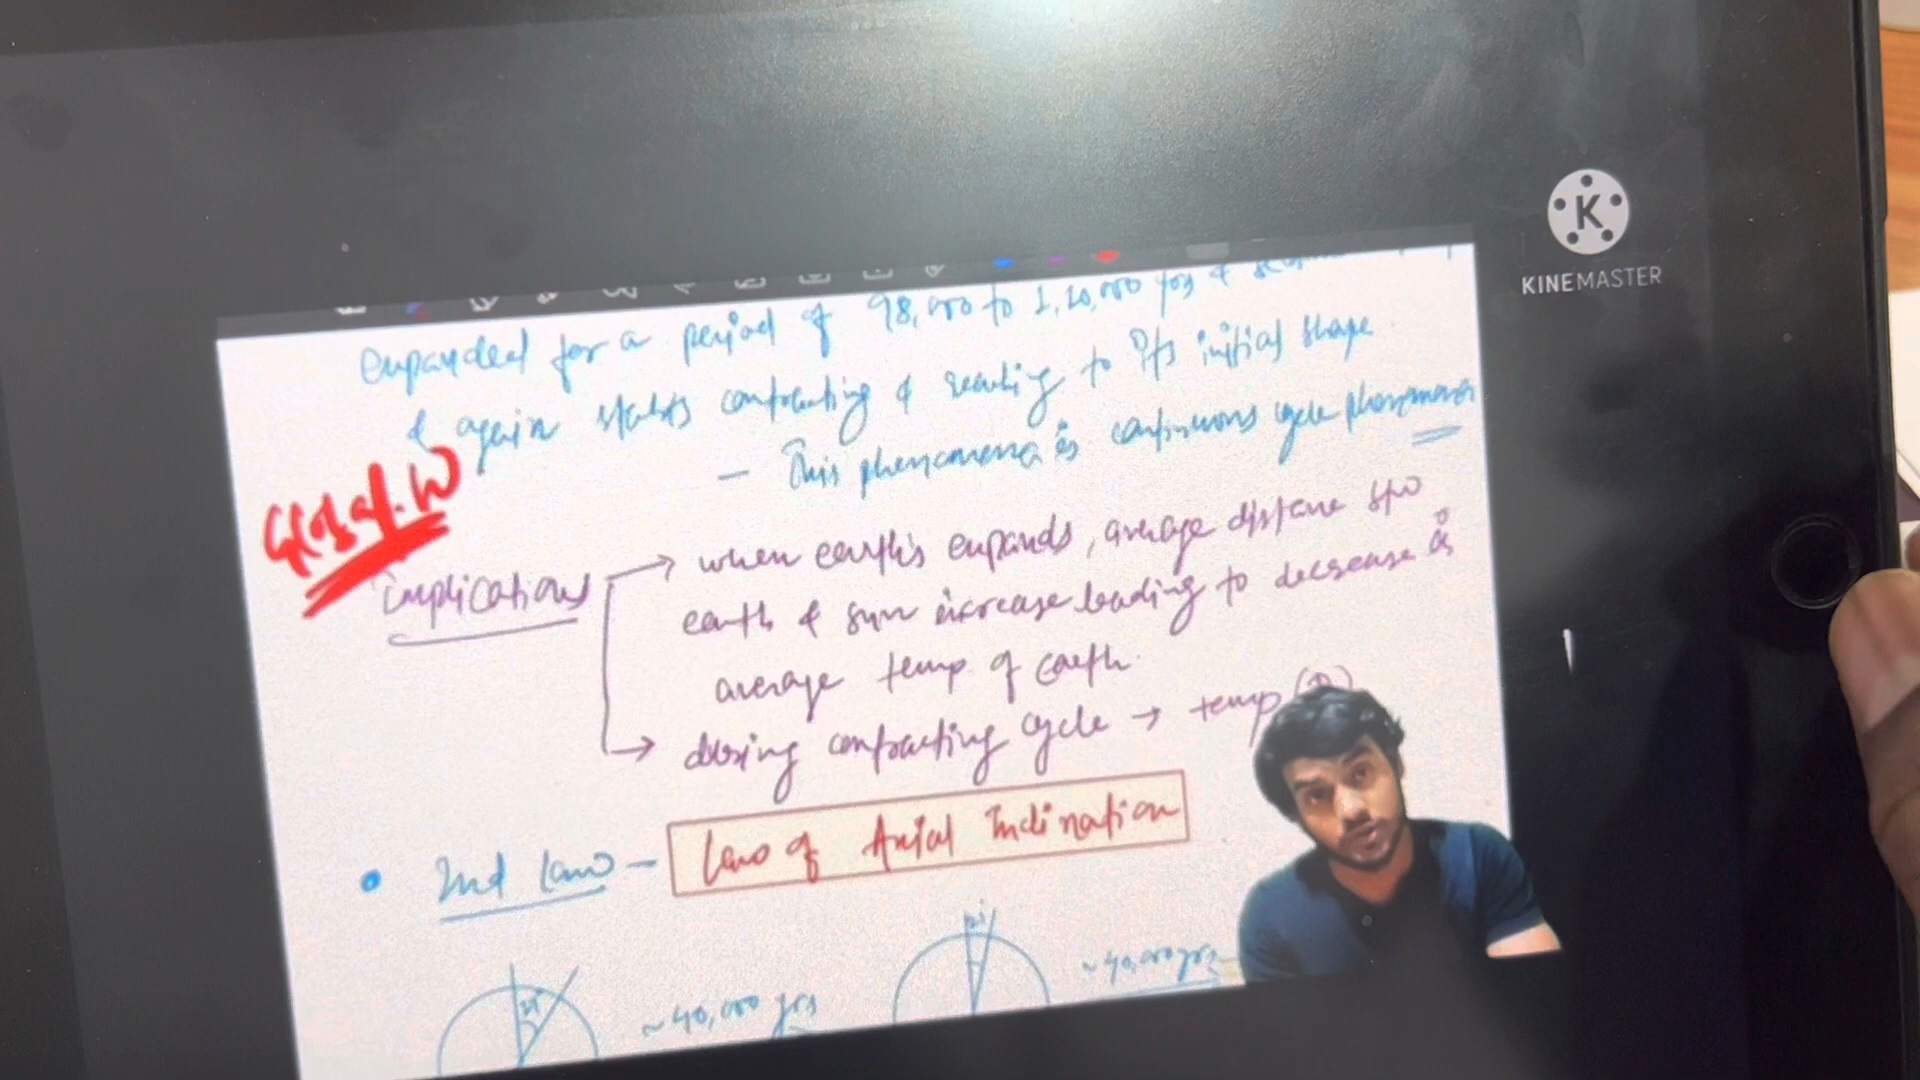 expanded for a period of 98,000 to 1,10,000 yrs &
& again starts contracting & reaching to its initial shape
- This phenomena is continuous cycle phenomenon
Global. W
Implications
→ when earth's expands, average distance b/w
earth & sun increase leading to decrease in
average temp of earth.
→ during contracting cycle → temp (↑)
• 2nd Law - Law of Axial Inclination
~40,000 yrs
~40,000 yrs
K
KINEMASTER